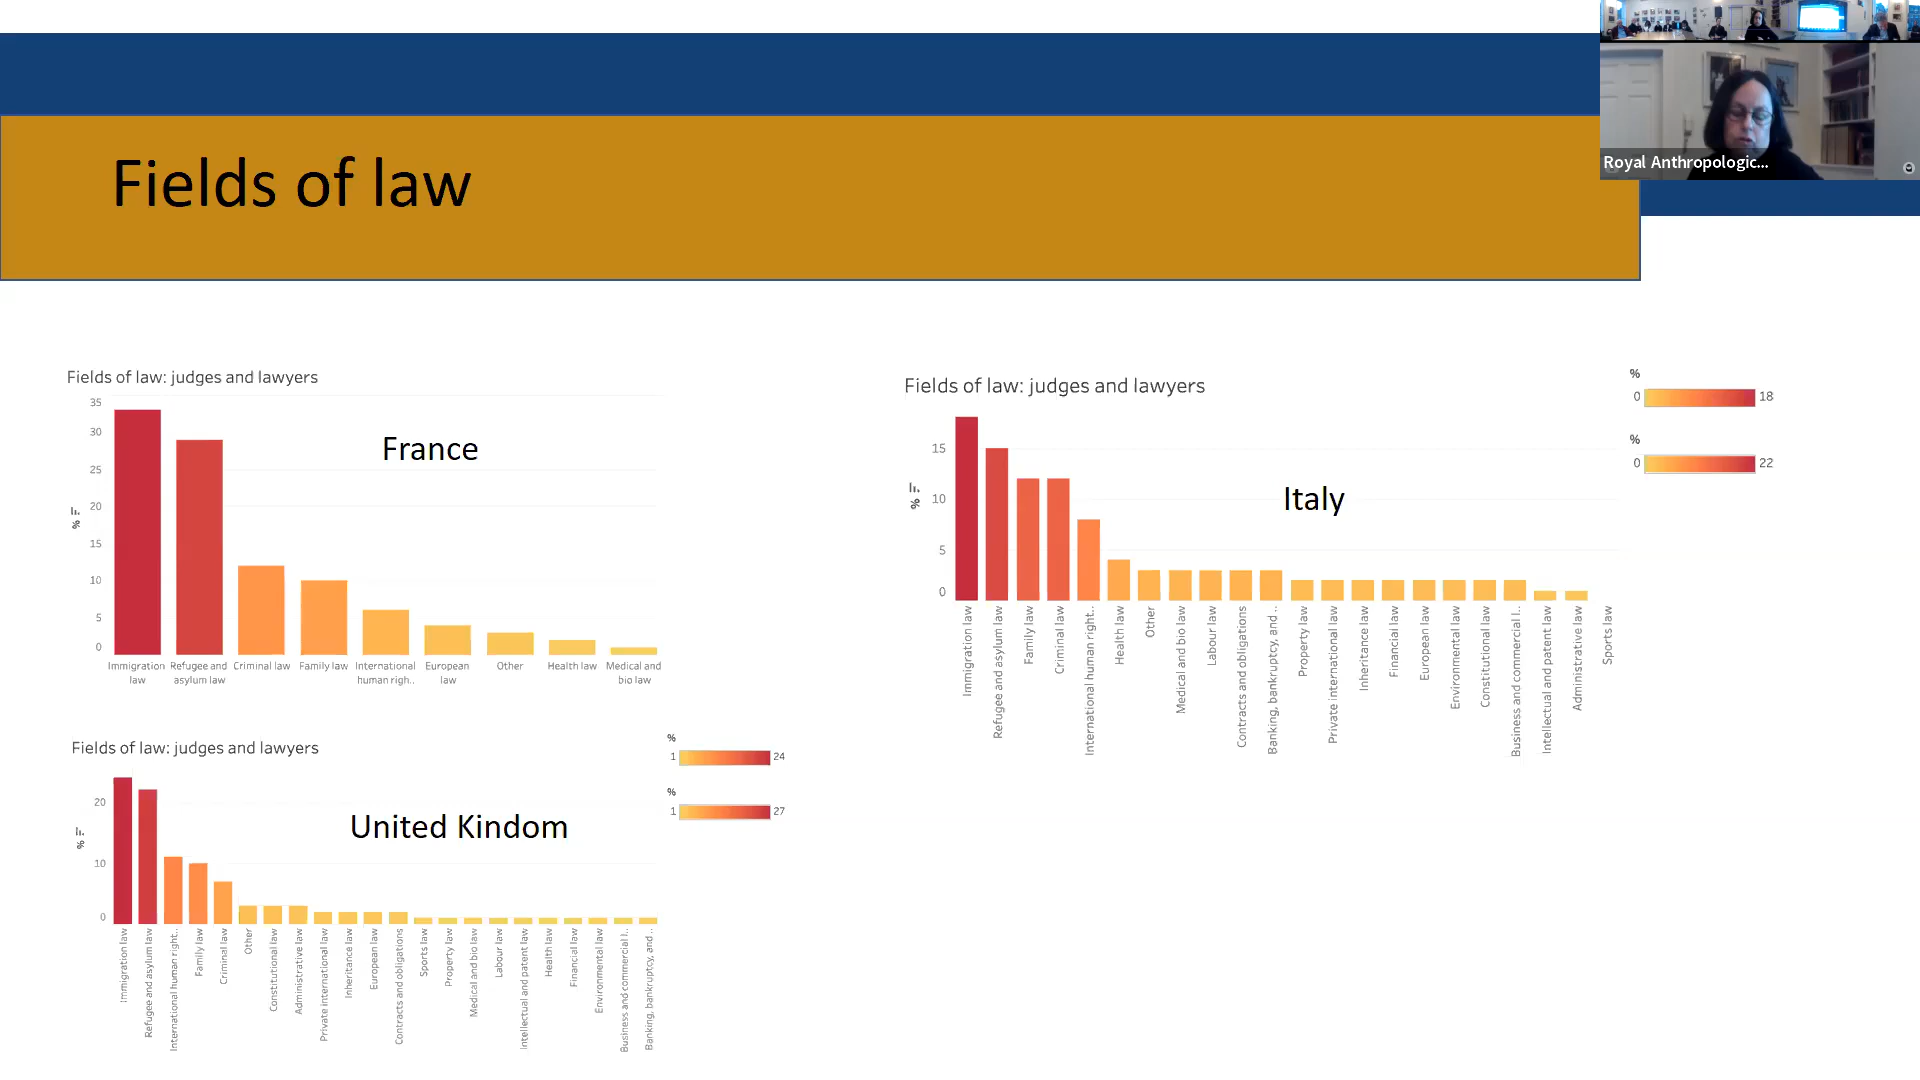 Royal Anthropologic...
Fields of law
Fields of law: judges and lawyers
35
30
25
20
15
10
5
0
%
France
Immigration law
Refugee and asylum law
Criminal law
Family law
International human righ..
European law
Other
Health law
Medical and bio law
Fields of law: judges and lawyers
15
10
5
0
%
Italy
%
0 18
%
0 22
Immigration law
Refugee and asylum law
Family law
Criminal law
International human right..
Health law
Other
Medical and bio law
Labour law
Contracts and obligations
Banking, bankruptcy, and ..
Property law
Private international law
Inheritance law
Financial law
European law
Environmental law
Constitutional law
Business and commercial l..
Intellectual and patent law
Administrative law
Sports law
Fields of law: judges and lawyers
20
10
0
%
United Kindom
%
1 24
%
1 27
Immigration law
Refugee and asylum law
International human right..
Family law
Criminal law
Other
Constitutional law
Administrative law
Private international law
Inheritance law
European law
Contracts and obligations
Sports law
Property law
Medical and bio law
Labour law
Intellectual and patent law
Health law
Financial law
Environmental law
Business and commercial l..
Banking, bankruptcy, and ..